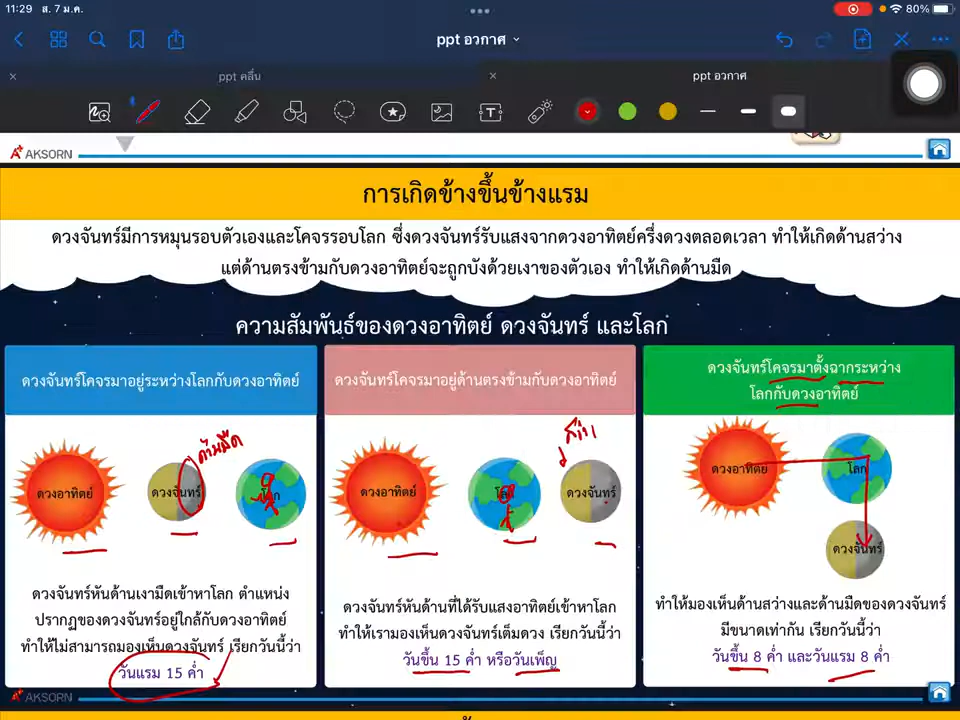 11:29 ส. 7 ม.ค.
80%
ppt อวกาศ
ppt คลื่น
ppt อวกาศ
AKSORN
การเกิดข้างขึ้นข้างแรม
ดวงจันทร์มีการหมุนรอบตัวเองและโคจรรอบโลก ซึ่งดวงจันทร์รับแสงจากดวงอาทิตย์ครึ่งดวงตลอดเวลา ทำให้เกิดด้านสว่าง
แต่ด้านตรงข้ามกับดวงอาทิตย์จะถูกบังด้วยเงาของตัวเอง ทำให้เกิดด้านมืด
ความสัมพันธ์ของดวงอาทิตย์ ดวงจันทร์ และโลก
ดวงจันทร์โคจรมาอยู่ระหว่างโลกกับดวงอาทิตย์
ด้านมืด
ดวงอาทิตย์
ดวงจันทร์
โลก
ดวงจันทร์หันด้านเงามืดเข้าหาโลก ตำแหน่ง
ปรากฏของดวงจันทร์อยู่ใกล้กับดวงอาทิตย์
ทำให้ไม่สามารถมองเห็นดวงจันทร์ เรียกวันนี้ว่า
วันแรม 15 ค่ำ
ดวงจันทร์โคจรมาอยู่ด้านตรงข้ามกับดวงอาทิตย์
ดวงอาทิตย์
โลก
ดวงจันทร์
ดวงจันทร์หันด้านที่ได้รับแสงอาทิตย์เข้าหาโลก
ทำให้เรามองเห็นดวงจันทร์เต็มดวง เรียกวันนี้ว่า
วันขึ้น 15 ค่ำ หรือวันเพ็ญ
ดวงจันทร์โคจรมาตั้งฉากระหว่าง
โลกกับดวงอาทิตย์
ดวงอาทิตย์
โลก
ดวงจันทร์
ทำให้มองเห็นด้านสว่างและด้านมืดของดวงจันทร์
มีขนาดเท่ากัน เรียกวันนี้ว่า
วันขึ้น 8 ค่ำ และวันแรม 8 ค่ำ
AKSORN